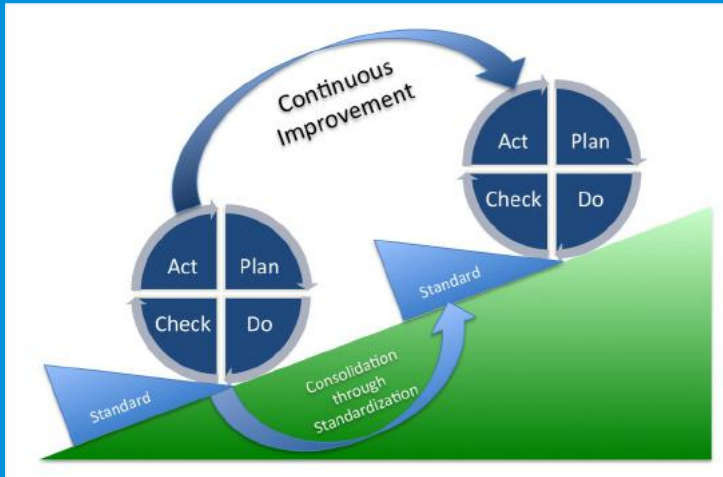 Continuous
Improvement
Act
Plan
Check
Do
Standard
Act
Plan
Check
Do
Standard
Consolidation
through
Standardization